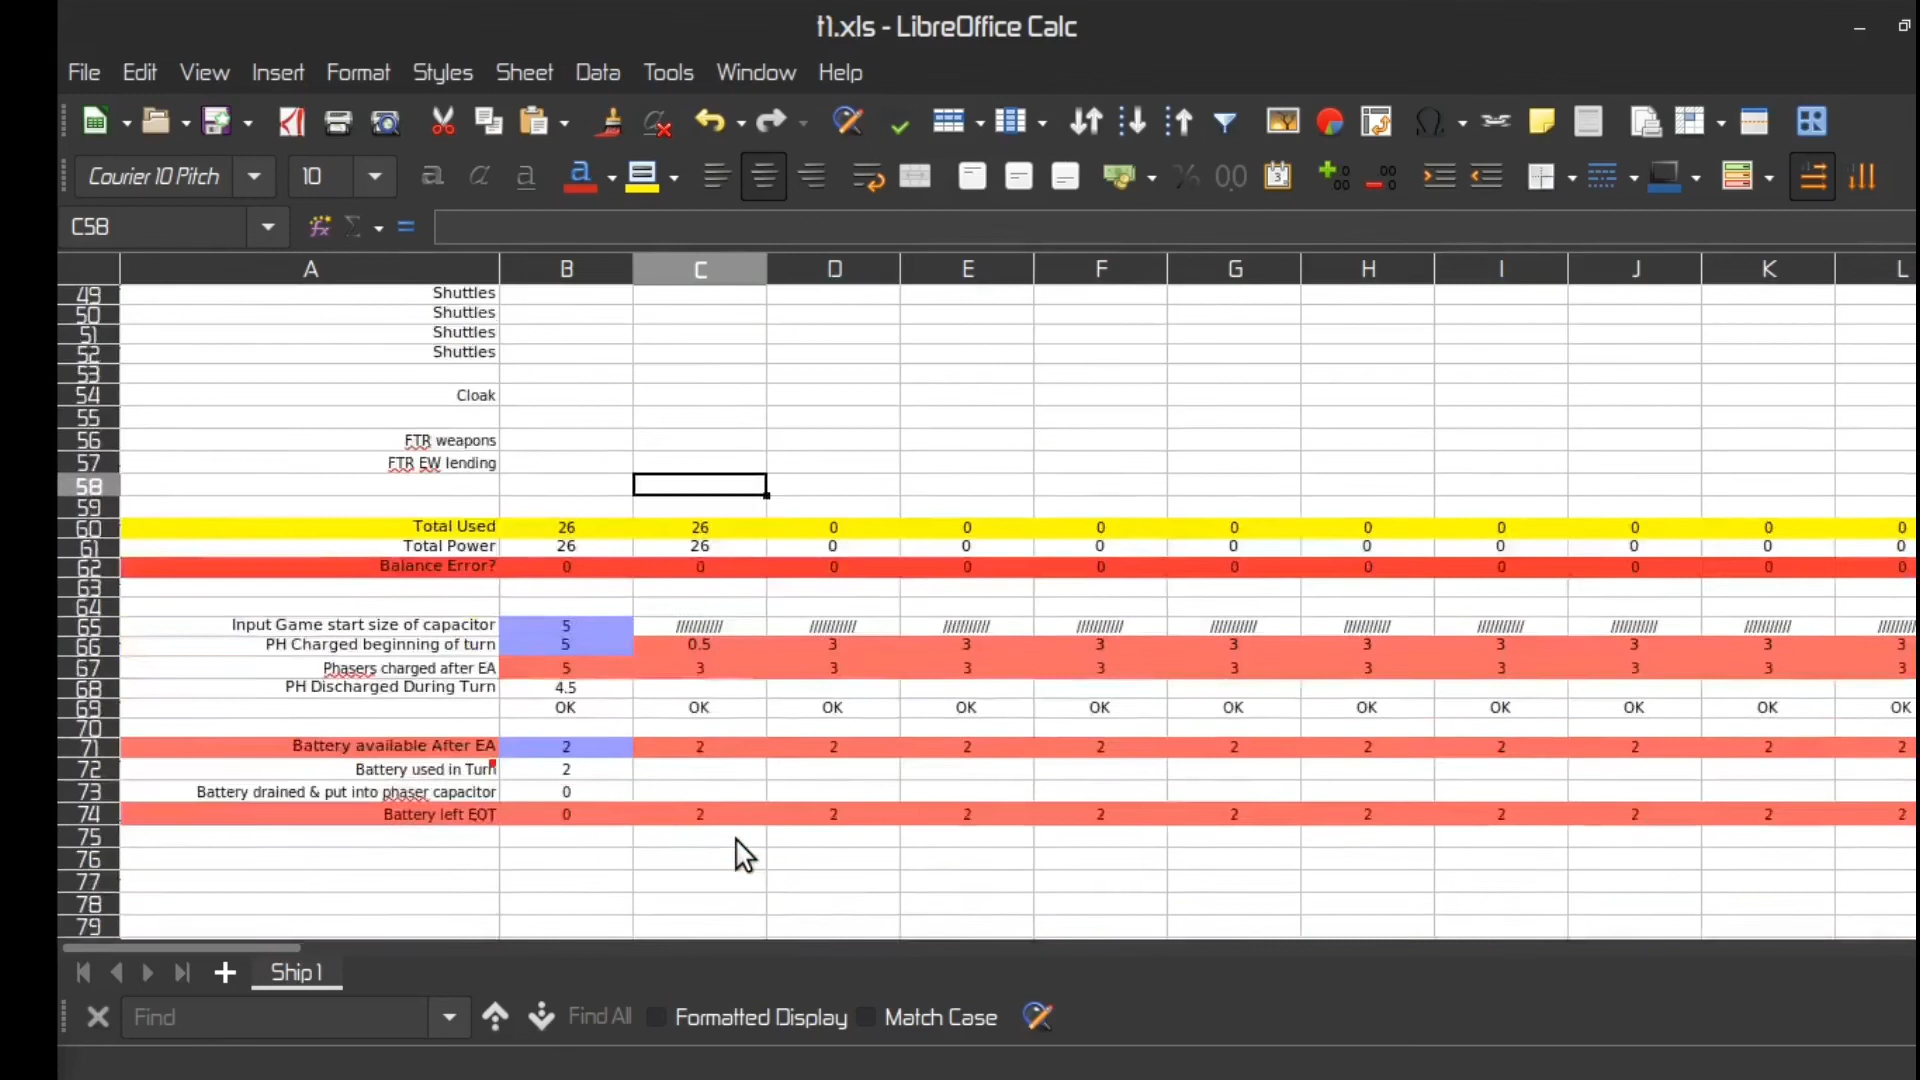 t1.xls - LibreOffice Calc
File Edit View Insert Format Styles Sheet Data Tools Window Help
Courier 10 Pitch 10
C58
A B C D E F G H I J K L
49 Shuttles
50 Shuttles
51 Shuttles
52 Shuttles
53
54 Cloak
55
56 FTR weapons
57 FTR EW lending
58
59
60 Total Used 26 26 0 0 0 0 0 0 0 0 0
61 Total Power 26 26 0 0 0 0 0 0 0 0 0
62 Balance Error? 0 0 0 0 0 0 0 0 0 0 0
63
64
65 Input Game start size of capacitor 5 /////////// /////////// /////////// /////////// /////////// /////////// /////////// /////////// ///////////
66 PH Charged beginning of turn 5 0.5 3 3 3 3 3 3 3 3 3
67 Phasers charged after EA 5 3 3 3 3 3 3 3 3 3 3
68 PH Discharged During Turn 4.5
69 OK OK OK OK OK OK OK OK OK OK OK
70
71 Battery available After EA 2 2 2 2 2 2 2 2 2 2 2
72 Battery used in Turn 2
73 Battery drained & put into phaser capacitor 0
74 Battery left EOT 0 2 2 2 2 2 2 2 2 2 2
75
76
77
78
79
Ship1
Find Find All Formatted Display Match Case